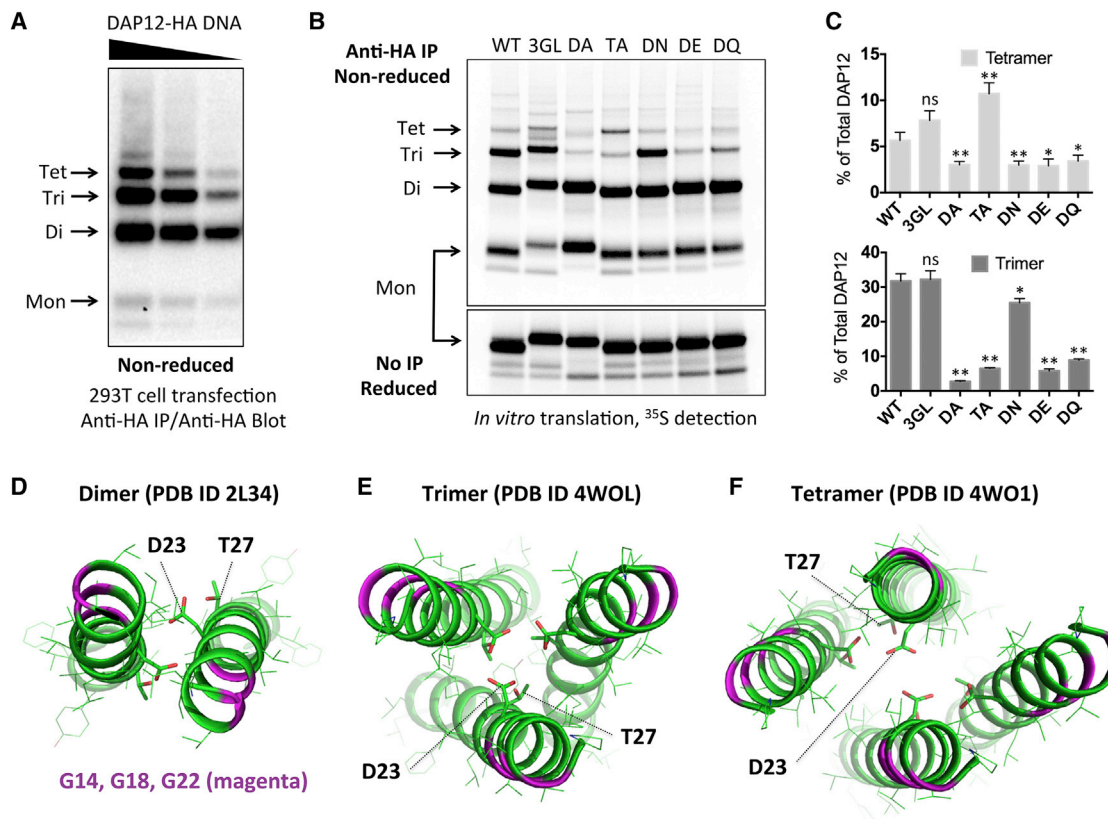 A
DAP12-HA DNA
Tet
Tri
Di
Mon
Non-reduced
293T cell transfection
Anti-HA IP/Anti-HA Blot
B
Anti-HA IP
Non-reduced
WT 3GL DA TA DN DE DQ
Tet
Tri
Di
Mon
No IP
Reduced
In vitro translation, ³⁵S detection
C
% of Total DAP12
15
10
5
0
Tetramer
ns
**
**
**
*
*
WT 3GL DA TA DN DE DQ
% of Total DAP12
40
30
20
10
0
Trimer
ns
**
**
*
**
**
WT 3GL DA TA DN DE DQ
D
Dimer (PDB ID 2L34)
D23
T27
G14, G18, G22 (magenta)
E
Trimer (PDB ID 4WOL)
D23
T27
F
Tetramer (PDB ID 4WO1)
T27
D23